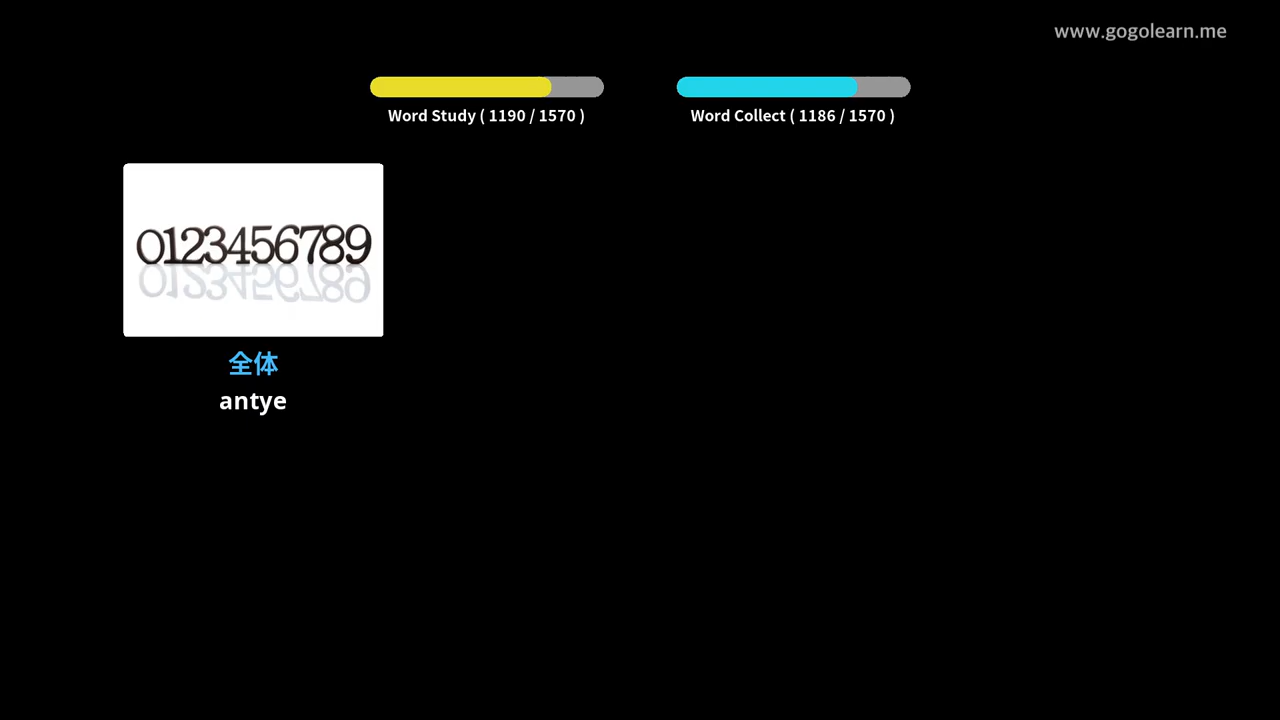 www.gogolearn.me
Word Study ( 1190 / 1570 )
Word Collect ( 1186 / 1570 )
0123456789
全体
antye